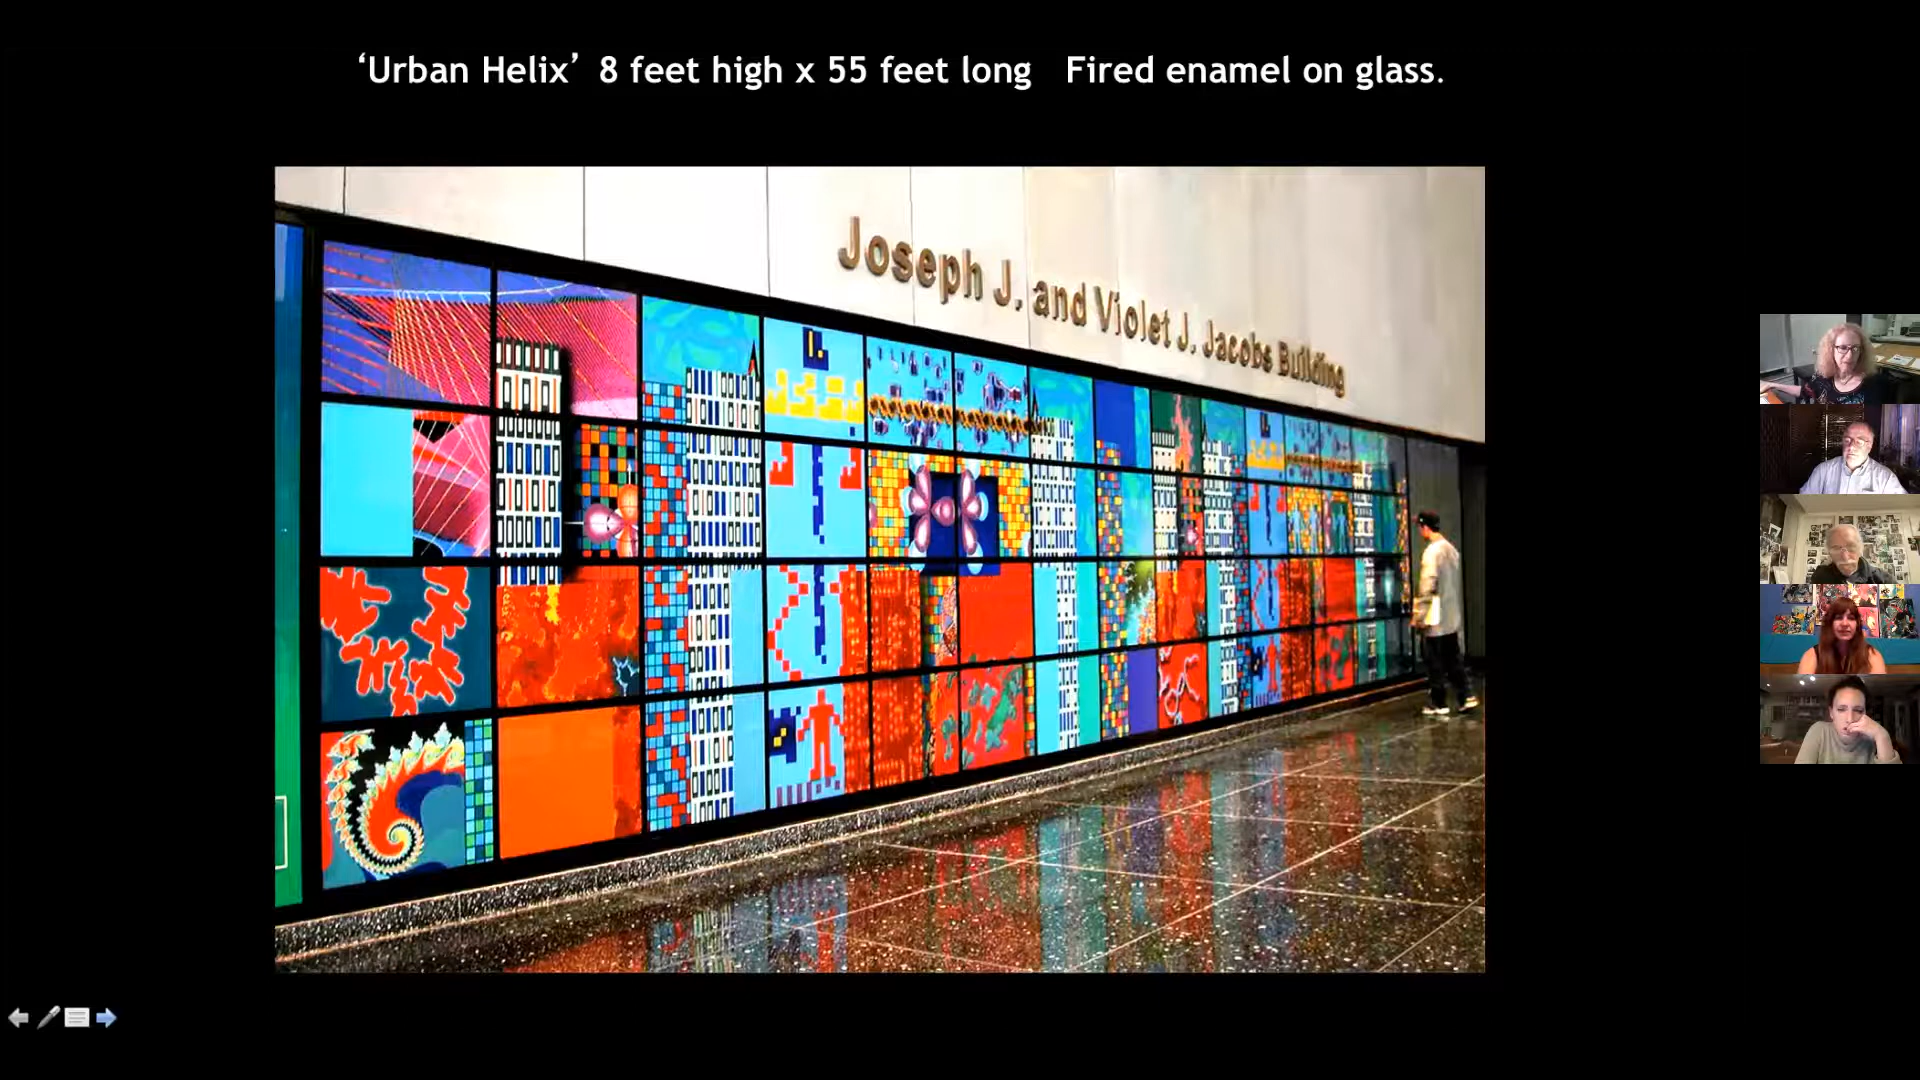 ‘Urban Helix’ 8 feet high x 55 feet long Fired enamel on glass.
Joseph J. and Violet J. Jacobs Building